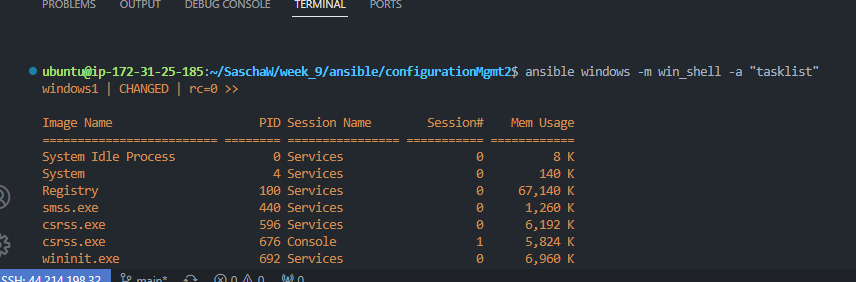 PROBLEMS OUTPUT DEBUG CONSOLE TERMINAL PORTS
ubuntu@ip-172-31-25-185:~/SaschaW/week_9/ansible/configurationMgmt2$ ansible windows -m win_shell -a "tasklist"
windows1 | CHANGED | rc=0 >>
Image Name PID Session Name Session# Mem Usage
========================= ======== ================ =========== ============
System Idle Process 0 Services 0 8 K
System 4 Services 0 140 K
Registry 100 Services 0 67,140 K
smss.exe 440 Services 0 1,260 K
csrss.exe 596 Services 0 6,192 K
csrss.exe 676 Console 1 5,824 K
wininit.exe 692 Services 0 6,960 K
SSH: 44.214.198.32 main* 0 0 0